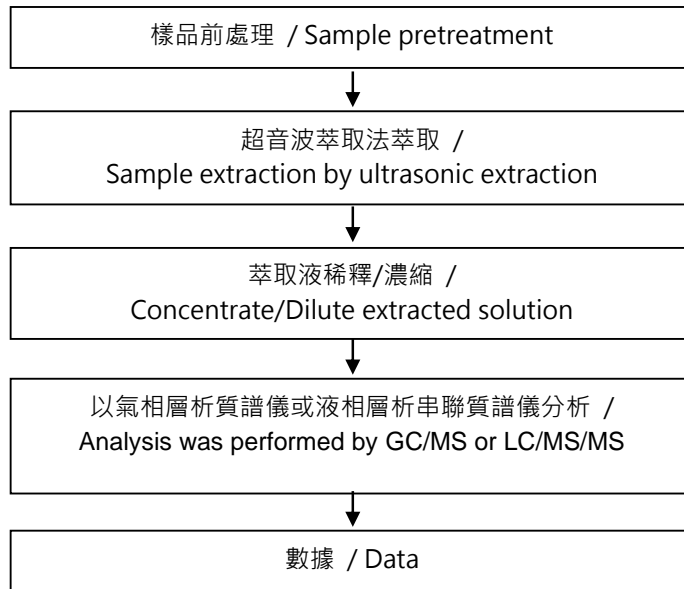 樣品前處理 / Sample pretreatment
超音波萃取法萃取 /
Sample extraction by ultrasonic extraction
萃取液稀釋/濃縮 /
Concentrate/Dilute extracted solution
以氣相層析質譜儀或液相層析串聯質譜儀分析 /
Analysis was performed by GC/MS or LC/MS/MS
數據 / Data